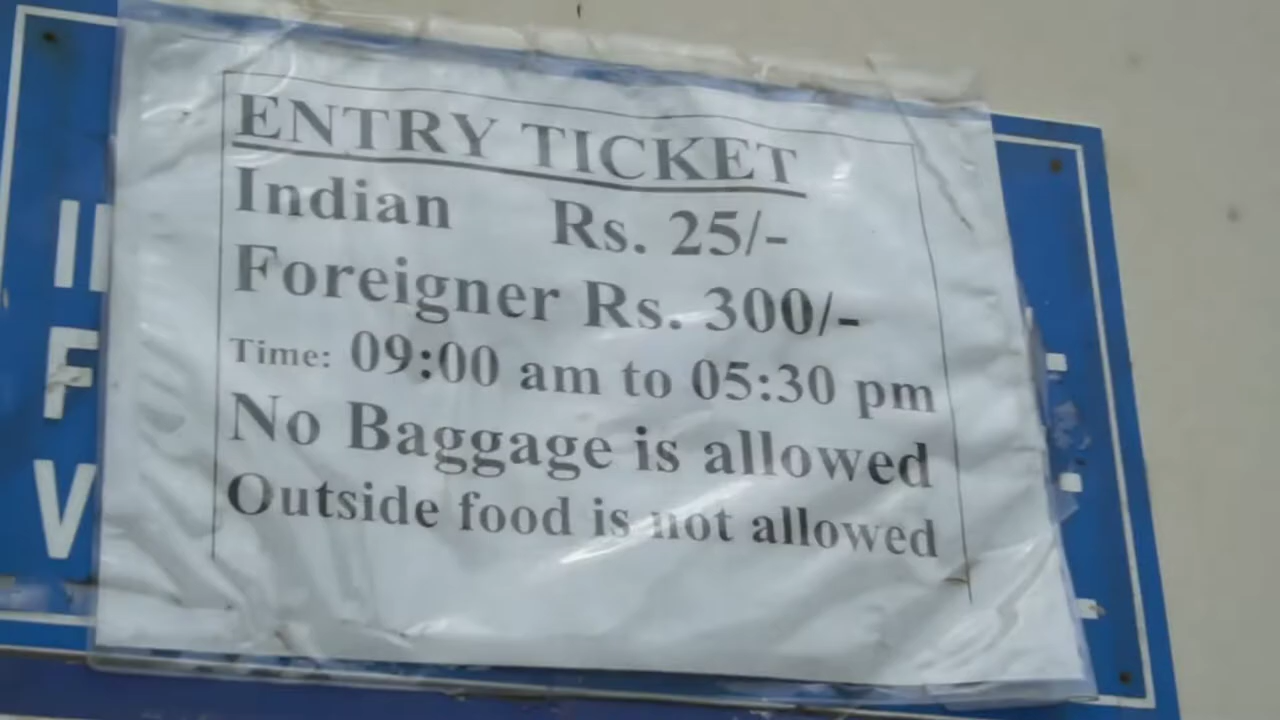 ENTRY TICKET
Indian Rs. 25/-
Foreigner Rs. 300/-
Time: 09:00 am to 05:30 pm
No Baggage is allowed
Outside food is not allowed